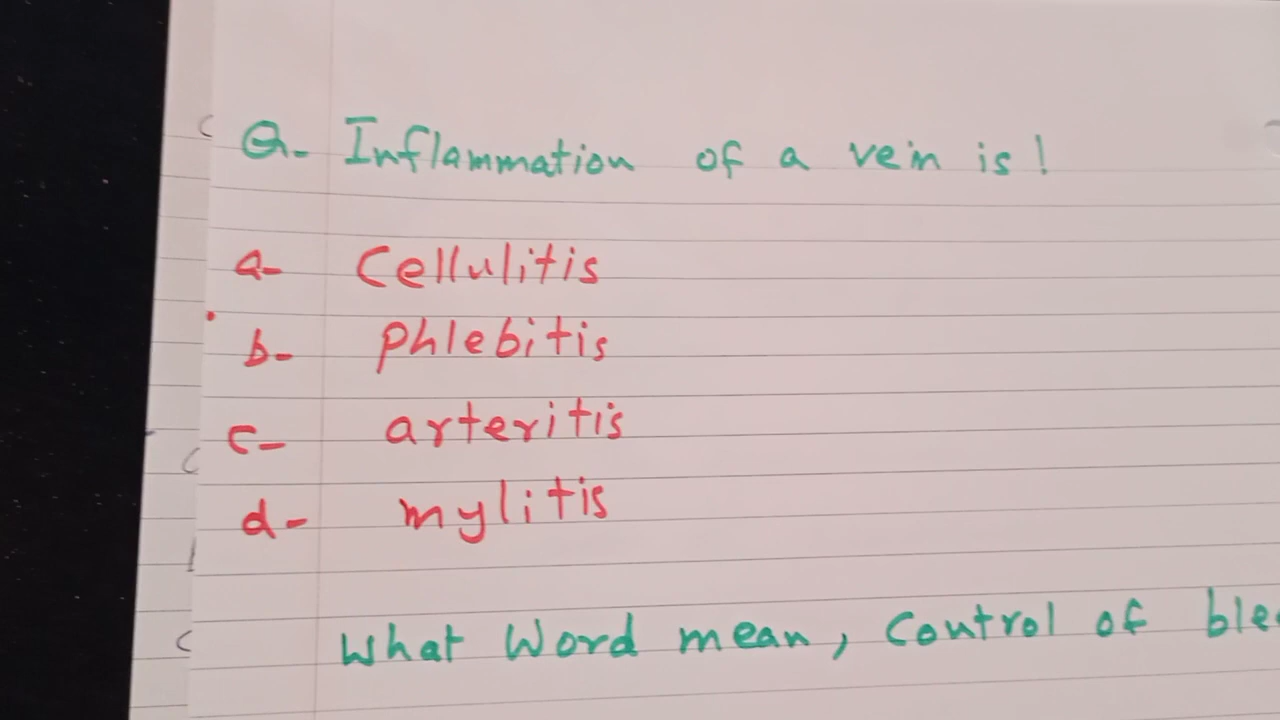 Q- Inflammation of a vein is!
a- Cellulitis
b- Phlebitis
c- arteritis
d- mylitis
What Word mean, Control of